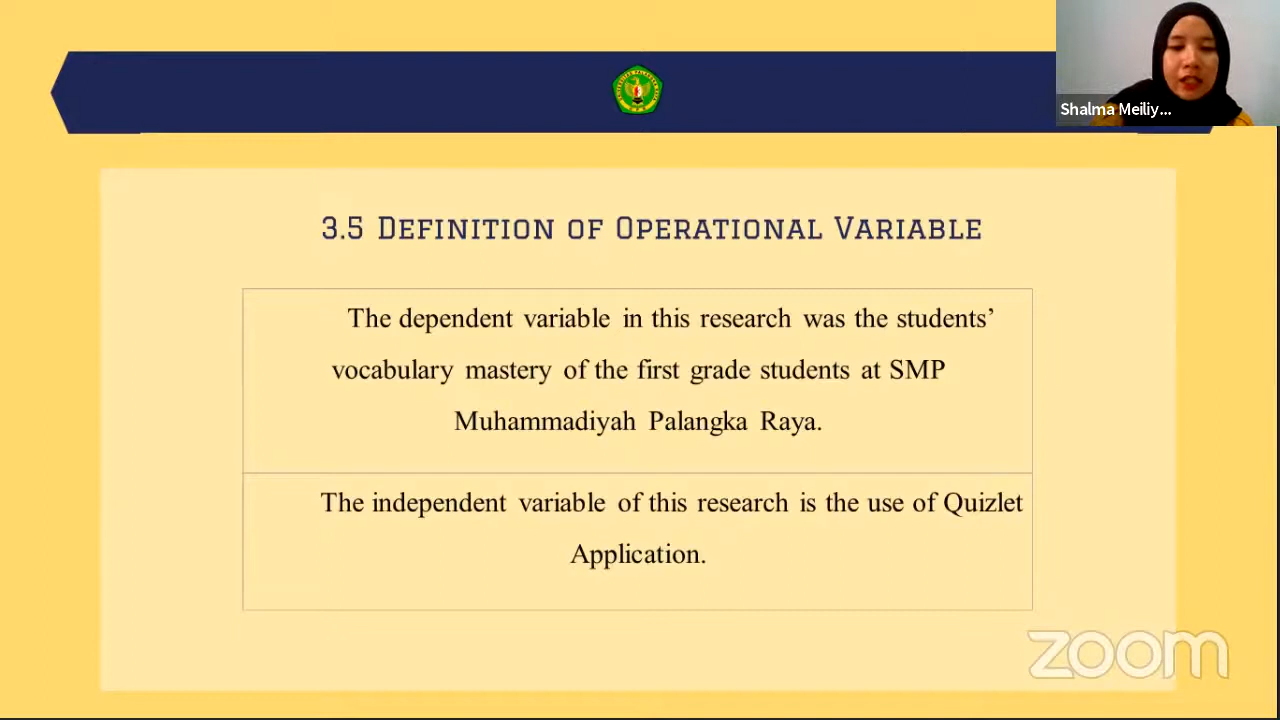 Shalma Meiliy...
3.5 Definition of Operational Variable
The dependent variable in this research was the students’
vocabulary mastery of the first grade students at SMP
Muhammadiyah Palangka Raya.
The independent variable of this research is the use of Quizlet
Application.
zoom